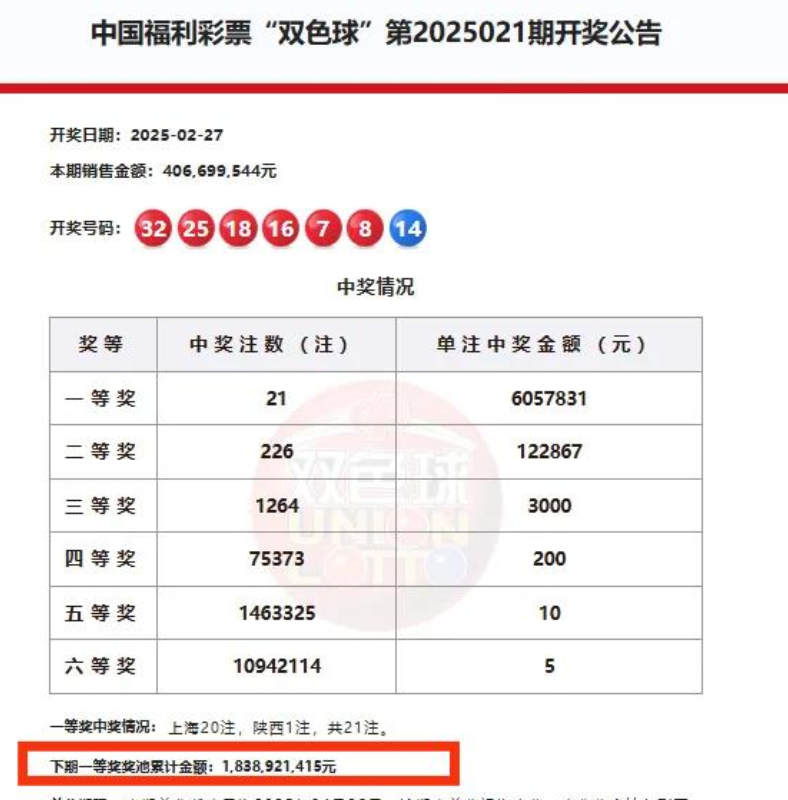 中国福利彩票“双色球”第2025021期开奖公告
开奖日期：2025-02-27
本期销售金额：406,699,544元
开奖号码： 32 25 18 16 7 8 14
中奖情况
奖等 中奖注数（注） 单注中奖金额（元）
一等奖 21 6057831
二等奖 226 122867
三等奖 1264 3000
四等奖 75373 200
五等奖 1463325 10
六等奖 10942114 5
双色球
UNION
LOTTO
一等奖中奖情况： 上海20注，陕西1注，共21注。
下期一等奖奖池累计金额：1,838,921,415元